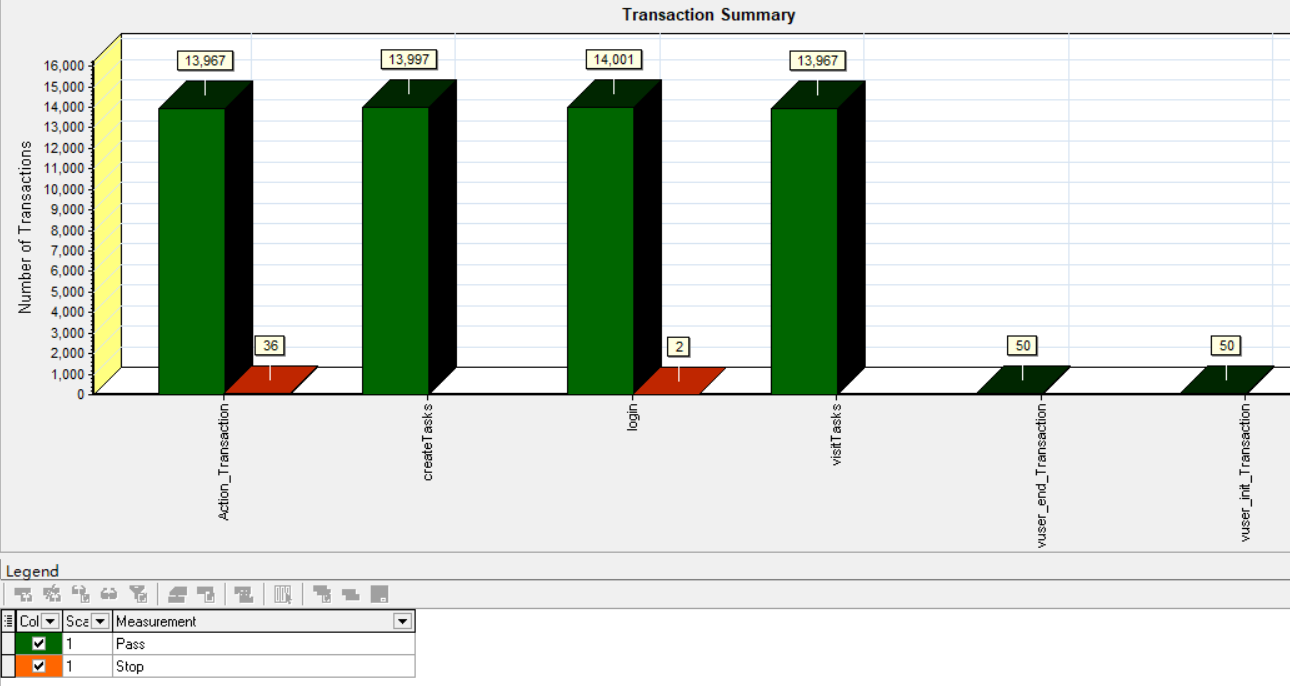 Transaction Summary
13,967
13,997
14,001
13,967
16,000
15,000
14,000
13,000
12,000
11,000
10,000
9,000
8,000
7,000
6,000
5,000
4,000
3,000
2,000
1,000
0
Number of Transactions
36
2
50
50
Action_Transaction
createTasks
login
visitTasks
vuser_end_Transaction
vuser_init_Transaction
Legend
Col Sca Measurement
1 Pass
1 Stop